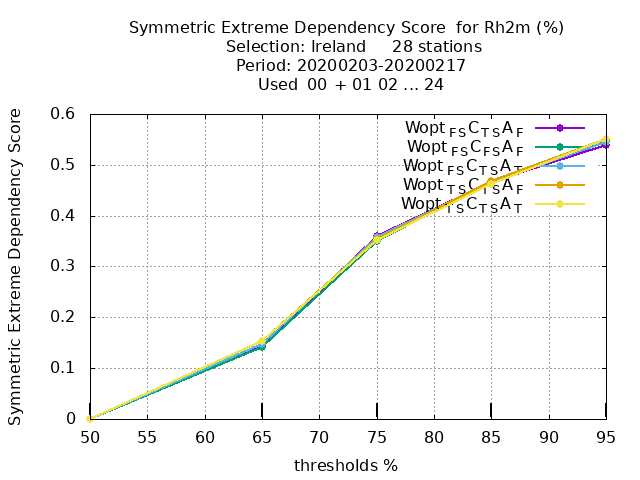 Symmetric Extreme Dependency Score  for Rh2m (%)
Selection: Ireland     28 stations
Period: 20200203-20200217
Used  00 + 01 02 ... 24
Symmetric Extreme Dependency Score
0.6
0.5
0.4
0.3
0.2
0.1
0
Wopt FS C TS A F
Wopt FS C FS A F
Wopt FS C TS A T
Wopt TS C TS A F
Wopt TS C TS A T
50 55 60 65 70 75 80 85 90 95
thresholds %